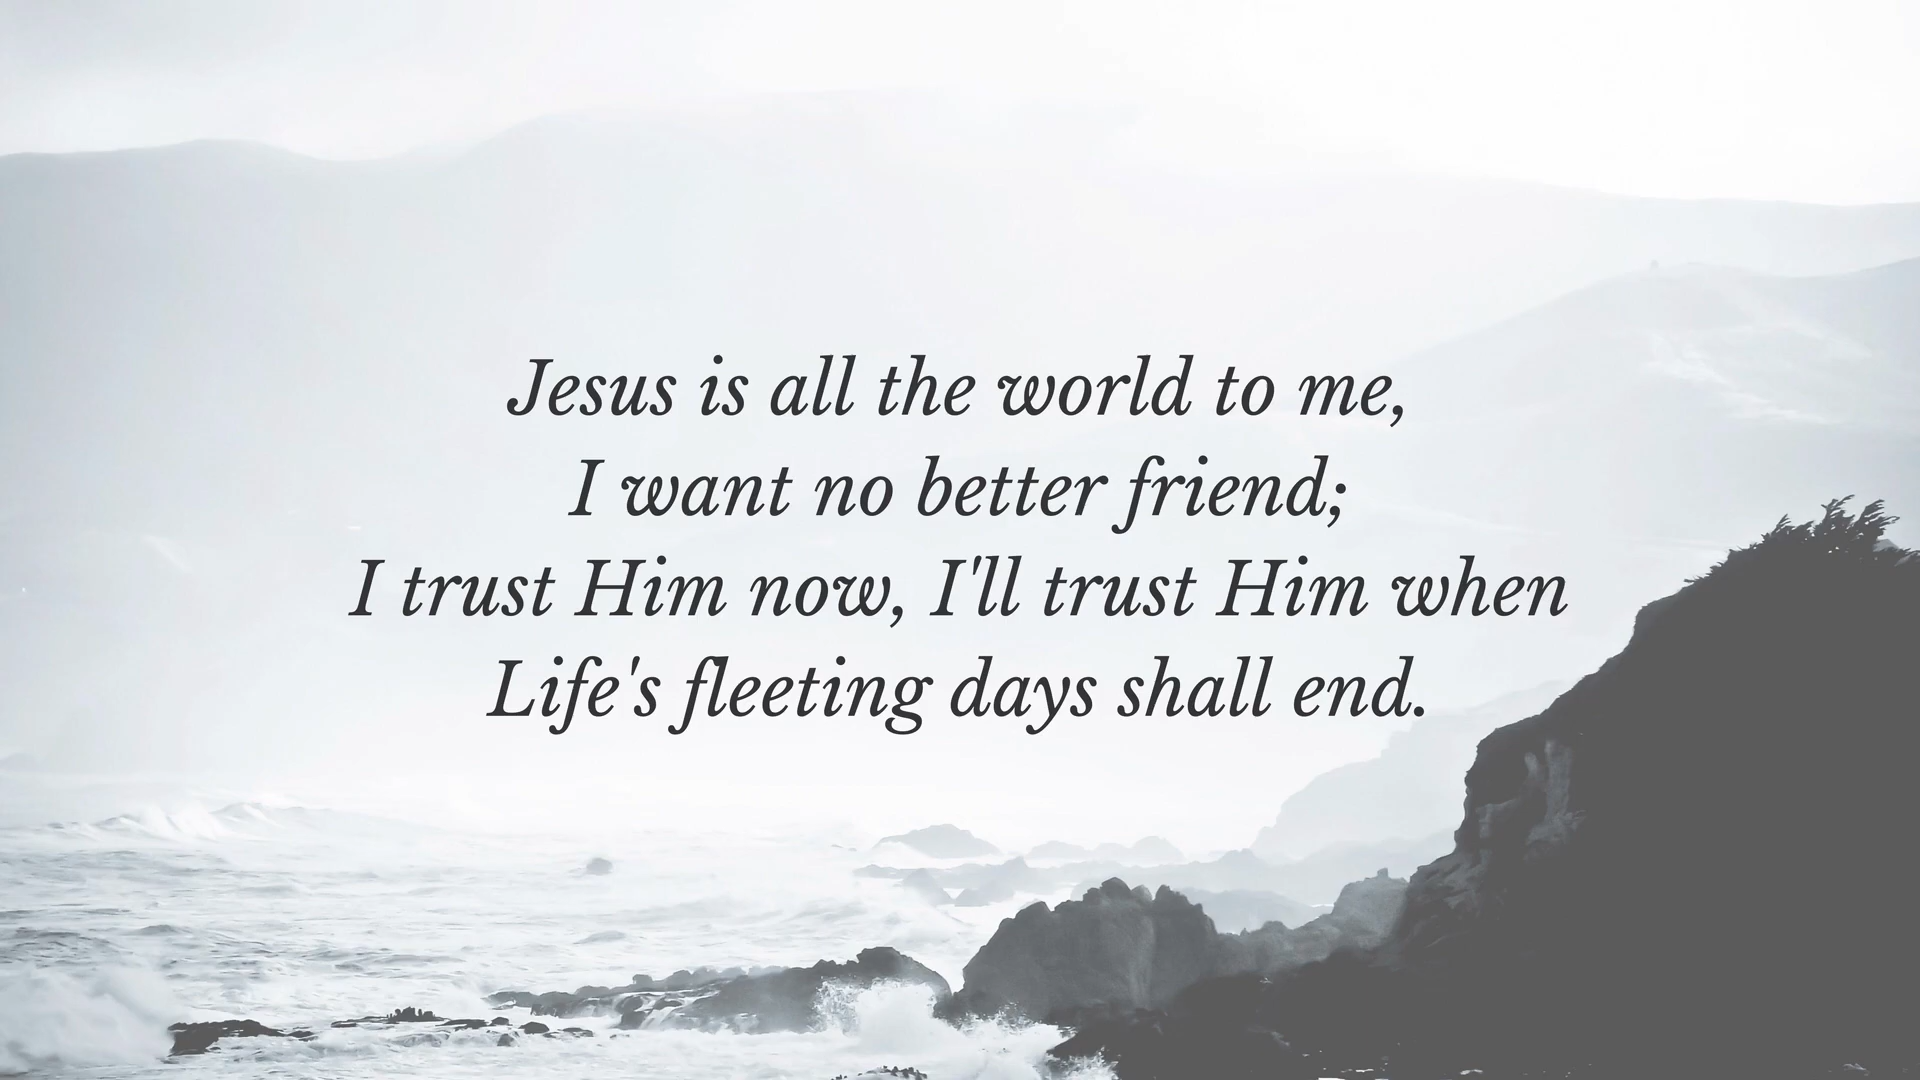 Jesus is all the world to me,
I want no better friend;
I trust Him now, I'll trust Him when
Life's fleeting days shall end.